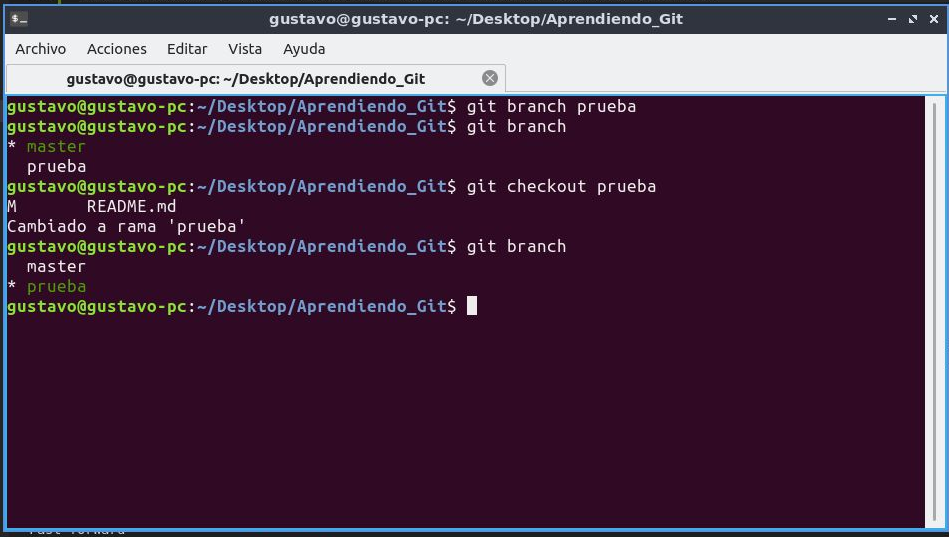 gustavo@gustavo-pc: ~/Desktop/Aprendiendo_Git
Archivo Acciones Editar Vista Ayuda
gustavo@gustavo-pc: ~/Desktop/Aprendiendo_Git
gustavo@gustavo-pc:~/Desktop/Aprendiendo_Git$ git branch prueba
gustavo@gustavo-pc:~/Desktop/Aprendiendo_Git$ git branch
* master
  prueba
gustavo@gustavo-pc:~/Desktop/Aprendiendo_Git$ git checkout prueba
M       README.md
Cambiado a rama 'prueba'
gustavo@gustavo-pc:~/Desktop/Aprendiendo_Git$ git branch
  master
* prueba
gustavo@gustavo-pc:~/Desktop/Aprendiendo_Git$